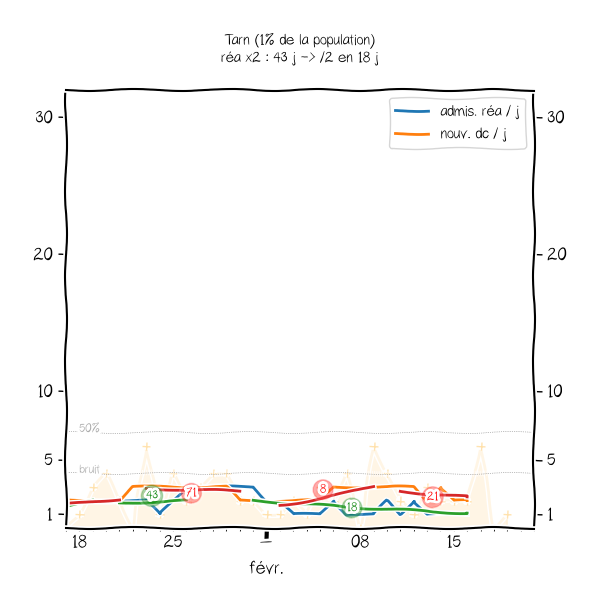 Tarn (1% de la population)
réa x2 : 43 j -> /2 en 18 j
admis. réa / j
nouv. dc / j
30 30
20 20
10 10
50%
5 5
bruit
43 71 8 18 21
1 1
18 25 1 08 15
févr.